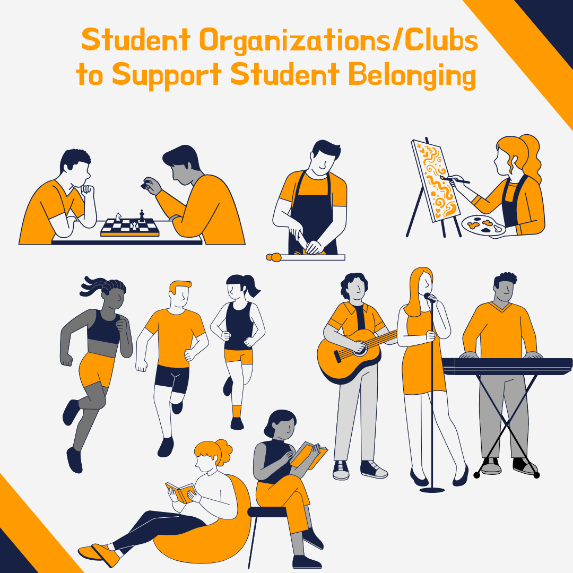 Student Organizations/Clubs
to Support Student Belonging